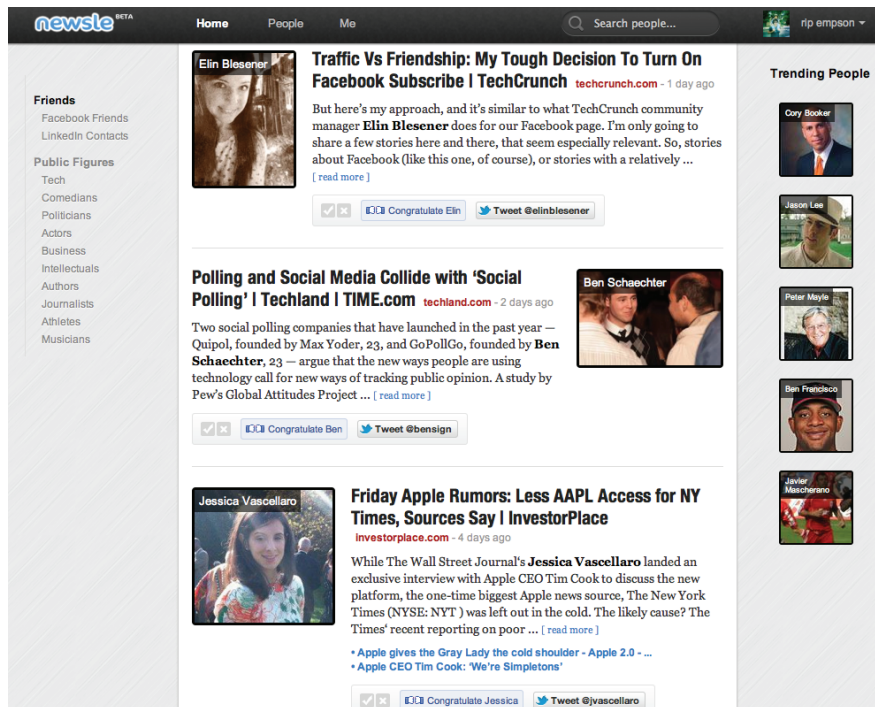 newsle BETA
Home People Me
Search people...
rip empson
Friends
Facebook Friends
LinkedIn Contacts
Public Figures
Tech
Comedians
Politicians
Actors
Business
Intellectuals
Authors
Journalists
Athletes
Musicians
Elin Blesener
Traffic Vs Friendship: My Tough Decision To Turn On
Facebook Subscribe | TechCrunch techcrunch.com - 1 day ago
But here's my approach, and it's similar to what TechCrunch community
manager Elin Blesener does for our Facebook page. I'm only going to
share a few stories here and there, that seem especially relevant. So, stories
about Facebook (like this one, of course), or stories with a relatively ...
[ read more ]
Congratulate Elin Tweet @elinblesener
Polling and Social Media Collide with ‘Social
Polling’ | Techland | TIME.com techland.com - 2 days ago
Two social polling companies that have launched in the past year —
Quipol, founded by Max Yoder, 23, and GoPollGo, founded by Ben
Schaechter, 23 — argue that the new ways people are using
technology call for new ways of tracking public opinion. A study by
Pew's Global Attitudes Project ... [ read more ]
Congratulate Ben Tweet @bensign
Ben Schaechter
Jessica Vascellaro
Friday Apple Rumors: Less AAPL Access for NY
Times, Sources Say | InvestorPlace
investorplace.com - 4 days ago
While The Wall Street Journal‘s Jessica Vascellaro landed an
exclusive interview with Apple CEO Tim Cook to discuss the new
platform, the one-time biggest Apple news source, The New York
Times (NYSE: NYT ) was left out in the cold. The likely cause? The
Times‘ recent reporting on poor ... [ read more ]
• Apple gives the Gray Lady the cold shoulder - Apple 2.0 - ...
• Apple CEO Tim Cook: ‘We're Simpletons’
Congratulate Jessica Tweet @jvascellaro
Trending People
Cory Booker
Jason Lee
Peter Mayle
Ben Francisco
Javier
Mascherano